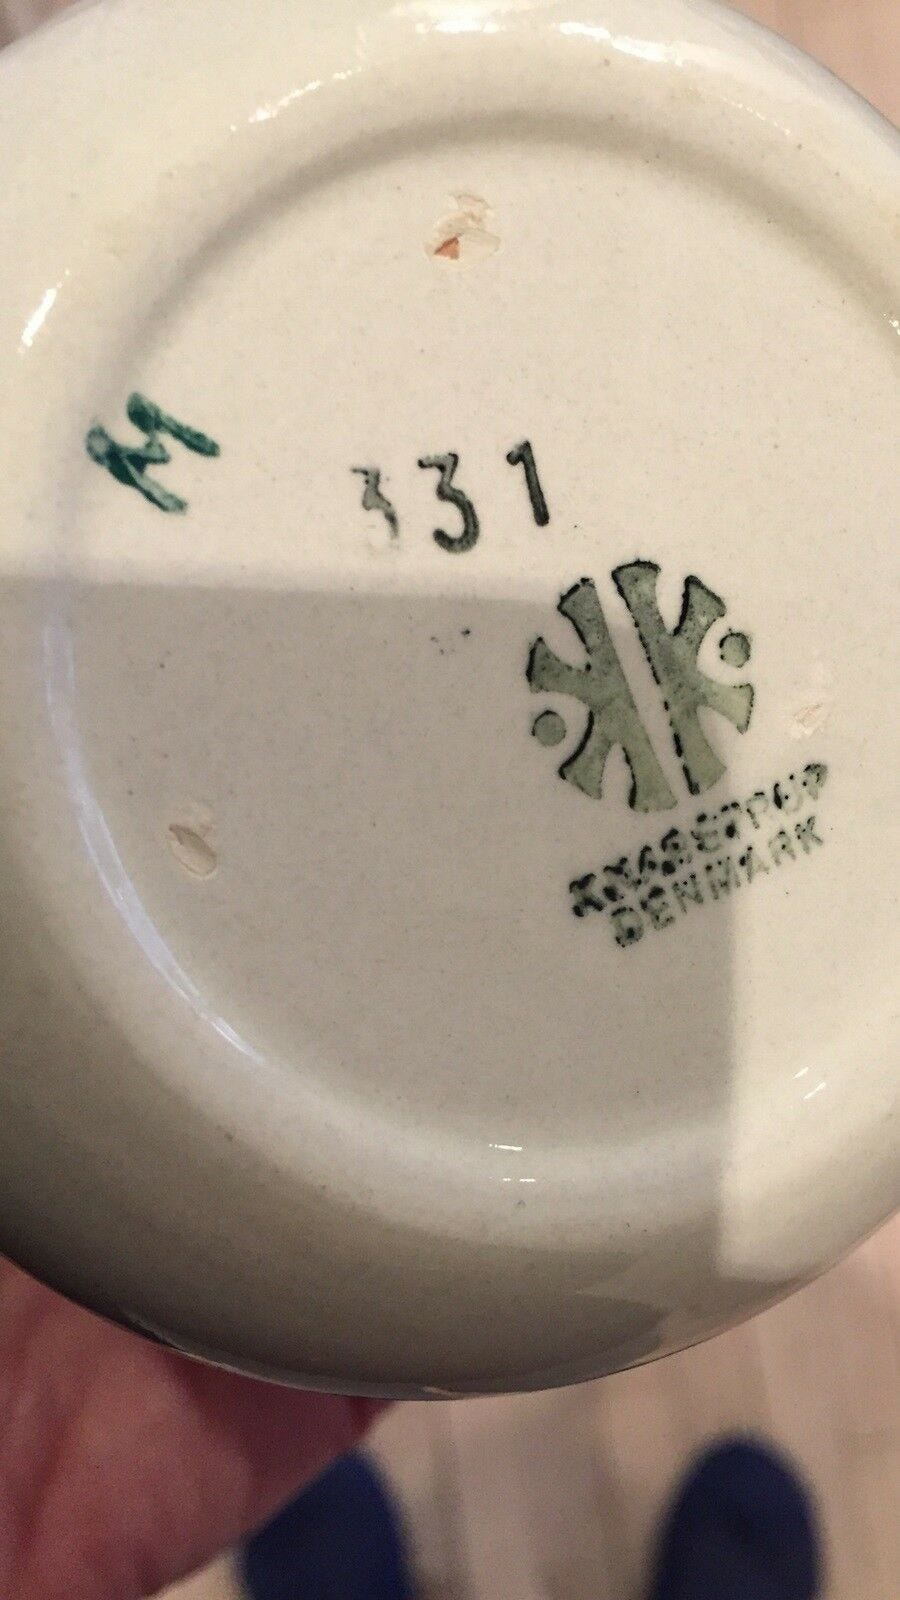 M
331
KNABSTRUP
DENMARK